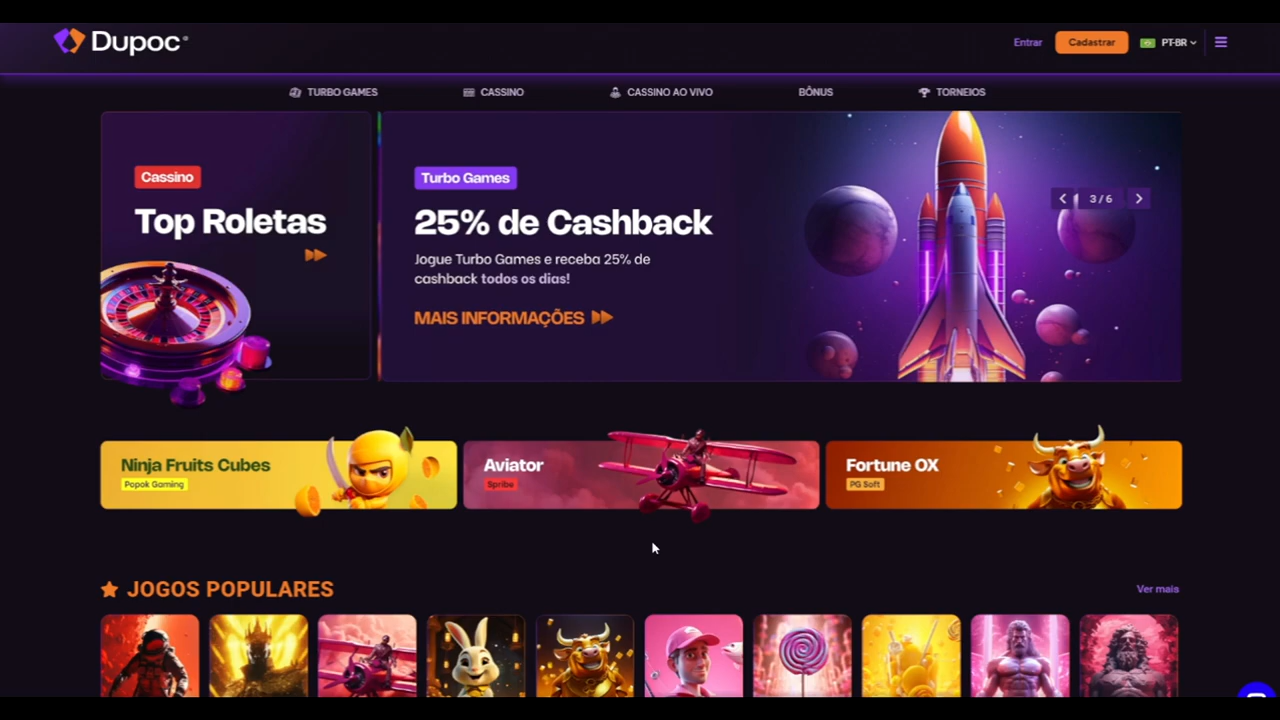 Dupoc
Entrar
Cadastrar
PT-BR
TURBO GAMES
CASSINO
CASSINO AO VIVO
BÔNUS
TORNEIOS
Cassino
Top Roletas
Turbo Games
25% de Cashback
Jogue Turbo Games e receba 25% de
cashback todos os dias!
MAIS INFORMAÇÕES
3/6
Ninja Fruits Cubes
Popok Gaming
Aviator
Spribe
Fortune OX
PG Soft
JOGOS POPULARES
Ver mais